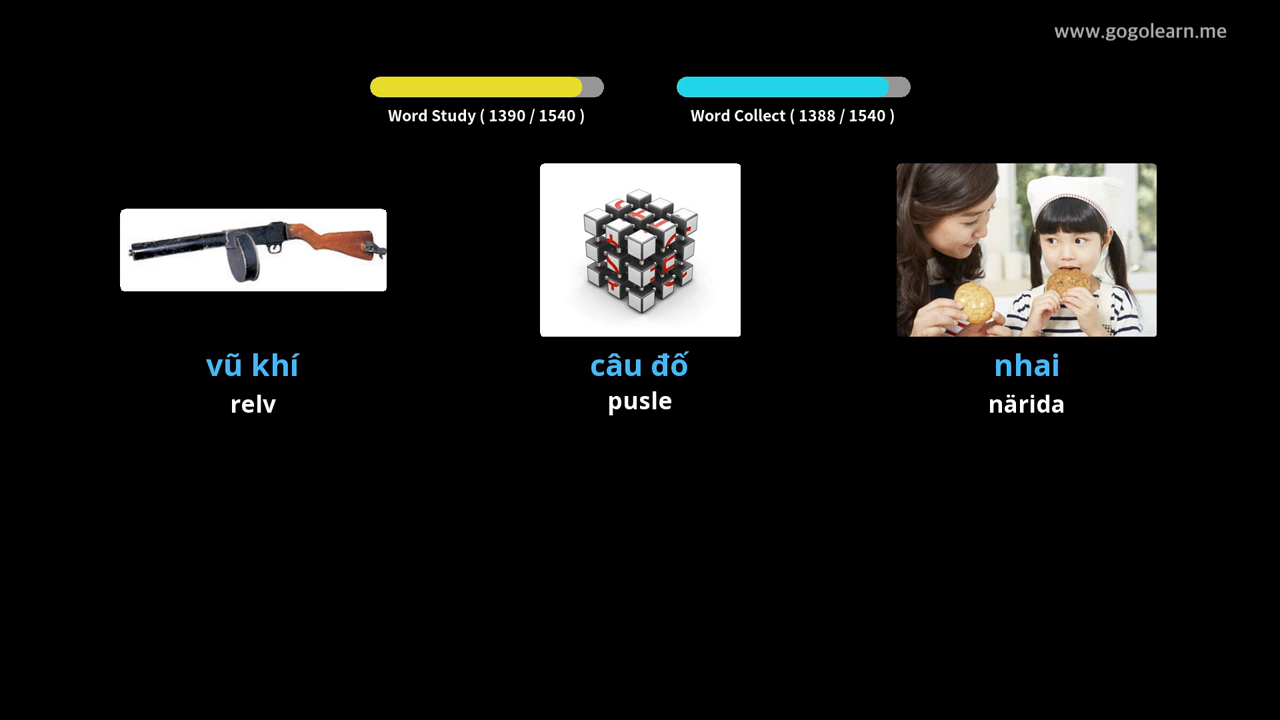 www.gogolearn.me
Word Study ( 1390 / 1540 )
Word Collect ( 1388 / 1540 )
vũ khí
relv
câu đố
pusle
nhai
närida